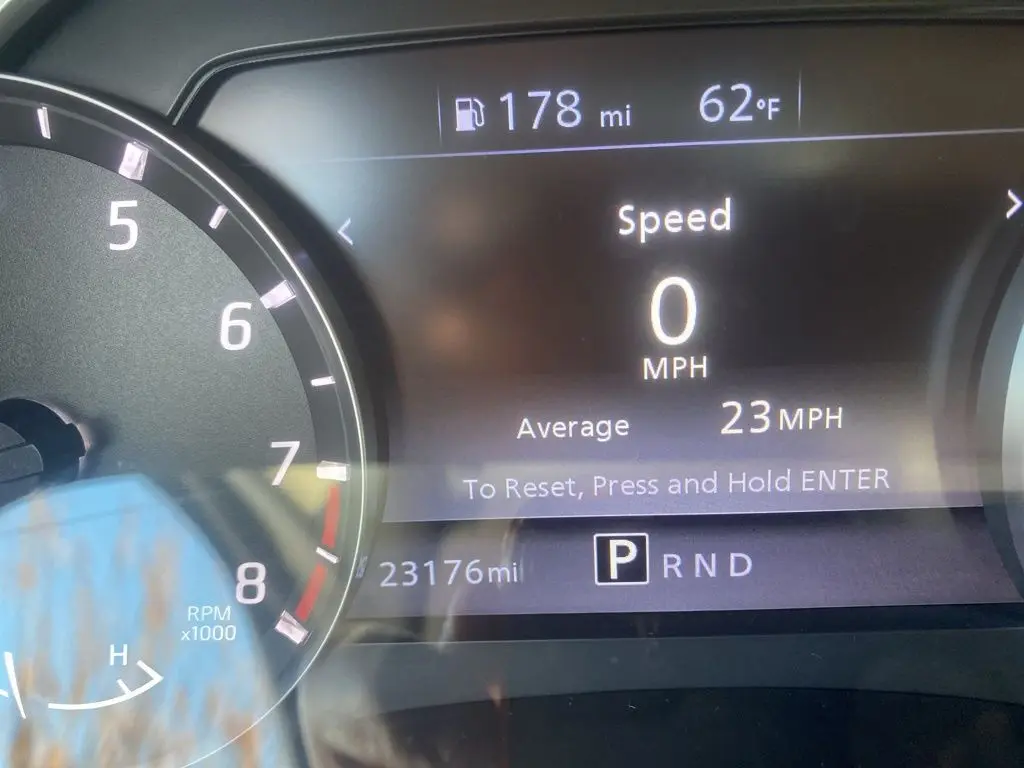 178 mi 62°F
Speed
0
MPH
Average 23 MPH
To Reset, Press and Hold ENTER
23176mi P R N D
5
6
7
8
RPM
x1000
H